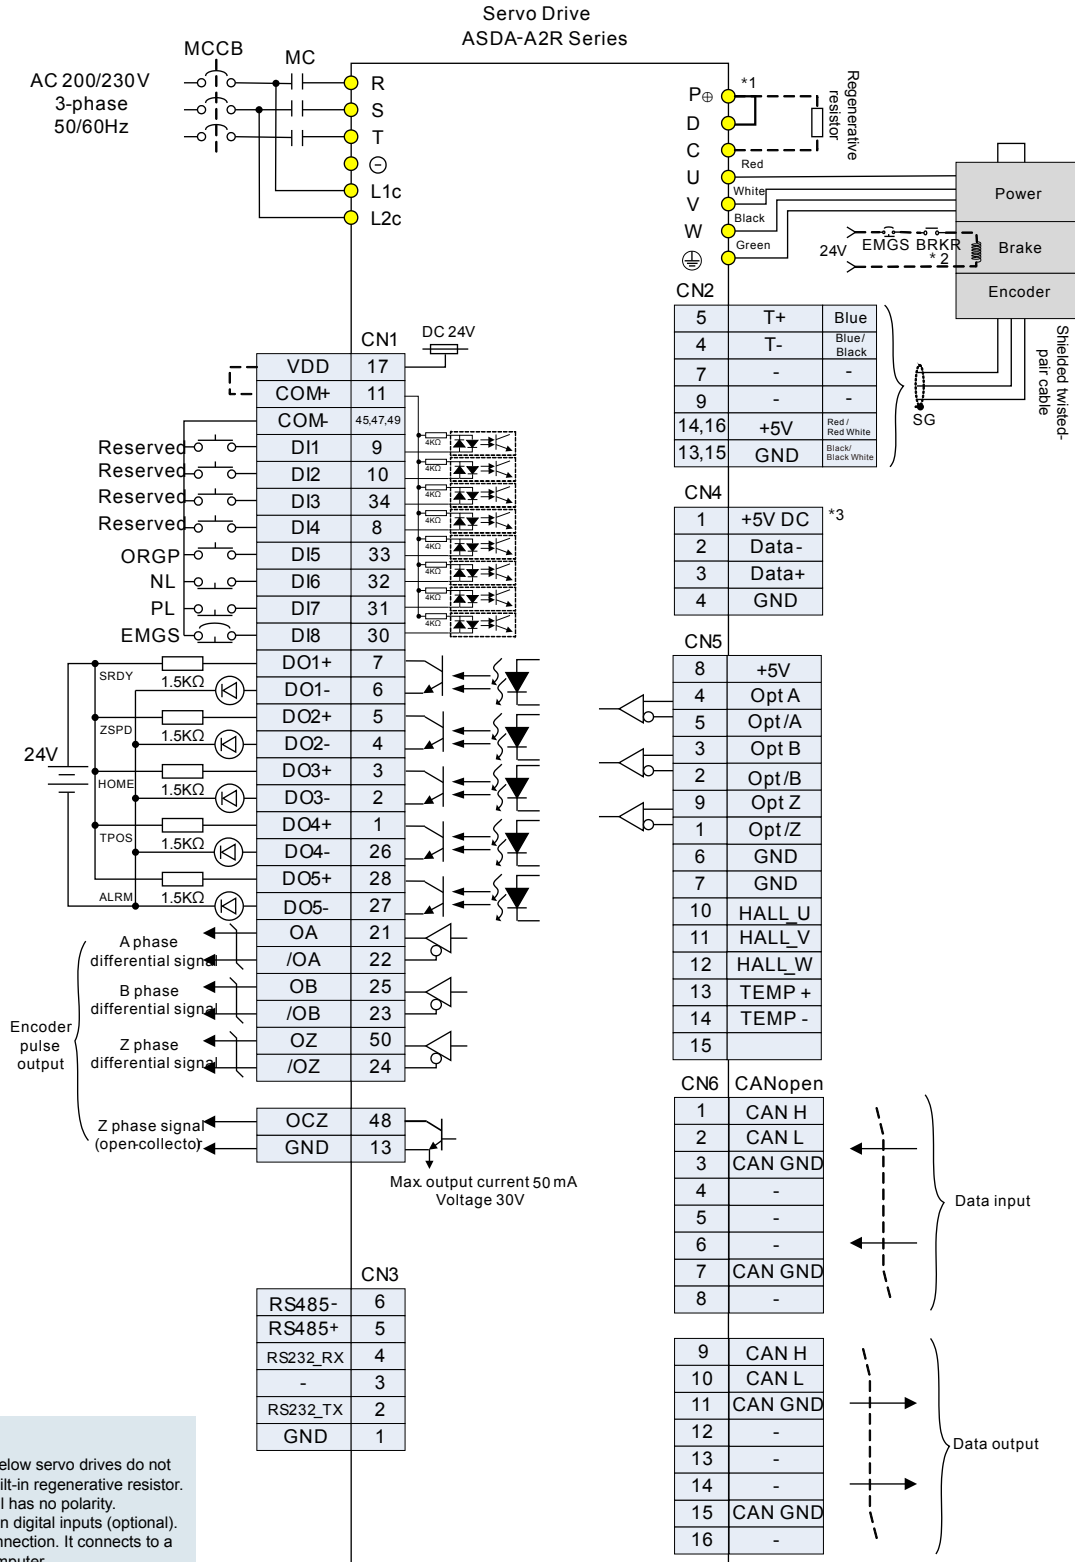 Servo Drive
ASDA-A2R Series
MCCB
MC
AC 200/230V
3-phase
50/60Hz
R
S
T
⊖
L1c
L2c
P⊕
D
C
U
V
W
*1
Regenerative
resistor
Red
White
Black
Green
Power
Brake
Encoder
24V
EMGS
BRKR
*2
Shielded twisted-
pair cable
SG
CN2
5 T+ Blue
4 T- Blue/
Black
7 - -
9 - -
14,16 +5V Red /
Red White
13,15 GND Black/
Black White
CN4
1 +5V DC *3
2 Data-
3 Data+
4 GND
CN5
8 +5V
4 Opt A
5 Opt /A
3 Opt B
2 Opt /B
9 Opt Z
1 Opt /Z
6 GND
7 GND
10 HALL_U
11 HALL_V
12 HALL_W
13 TEMP +
14 TEMP -
15
CN6 CANopen
1 CAN H
2 CAN L
3 CAN GND
4 -
5 -
6 -
7 CAN GND
8 -
Data input
9 CAN H
10 CAN L
11 CAN GND
12 -
13 -
14 -
15 CAN GND
16 -
Data output
CN1
DC 24V
VDD 17
COM+ 11
COM- 45,47,49
Reserved DI1 9 4KΩ
Reserved DI2 10 4KΩ
Reserved DI3 34 4KΩ
Reserved DI4 8 4KΩ
ORGP DI5 33 4KΩ
NL DI6 32 4KΩ
PL DI7 31 4KΩ
EMGS DI8 30 4KΩ
24V
SRDY 1.5KΩ DO1+ 7
DO1- 6
ZSPD 1.5KΩ DO2+ 5
DO2- 4
HOME 1.5KΩ DO3+ 3
DO3- 2
TPOS 1.5KΩ DO4+ 1
DO4- 26
ALRM 1.5KΩ DO5+ 28
DO5- 27
Encoder
pulse
output
A phase
differential signal
OA 21
/OA 22
B phase
differential signal
OB 25
/OB 23
Z phase
differential signal
OZ 50
/OZ 24
Z phase signal
(open-collector
OCZ 48
GND 13
Max. output current 50 mA
Voltage 30V
CN3
RS485- 6
RS485+ 5
RS232_RX 4
- 3
RS232_TX 2
GND 1
elow servo drives do not
ilt-in regenerative resistor.
l has no polarity.
n digital inputs (optional).
nnection. It connects to a